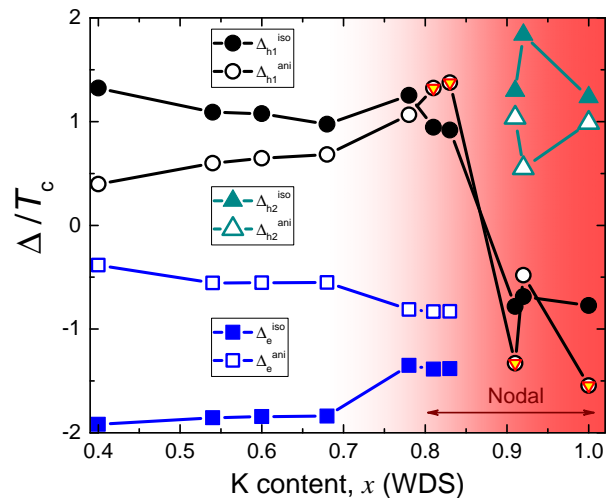 2
1
0
-1
-2
0.4
0.5
0.6
0.7
0.8
0.9
1.0
Δ/T_c
K content, x (WDS)
Δ_h1^iso
Δ_h1^ani
Δ_h2^iso
Δ_h2^ani
Δ_e^iso
Δ_e^ani
Nodal